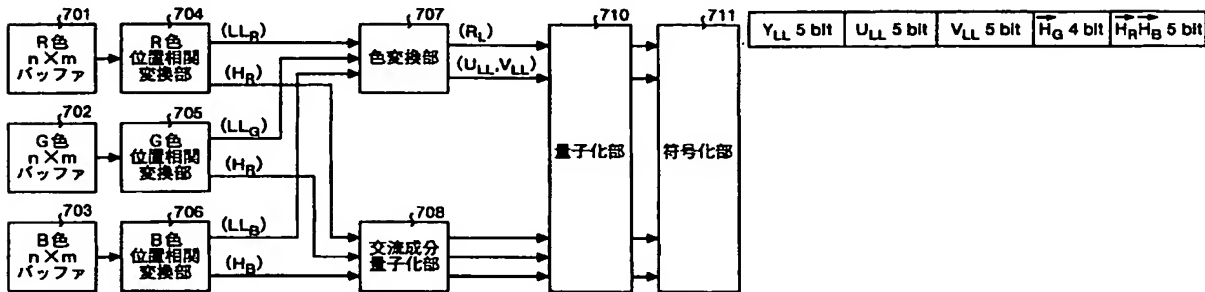 701
R色
n×m
バッファ
704
R色
位置相関
変換部
(LL_R)
(H_R)
702
G色
n×m
バッファ
705
G色
位置相関
変換部
(LL_G)
(H_R)
703
B色
n×m
バッファ
706
B色
位置相関
変換部
(LL_B)
(H_B)
707
色変換部
(R_L)
(U_LL,V_LL)
708
交流成分
量子化部
710
量子化部
711
符号化部
Y_LL 5 bit U_LL 5 bit V_LL 5 bit H_G 4 bit H_RH_B 5 bit